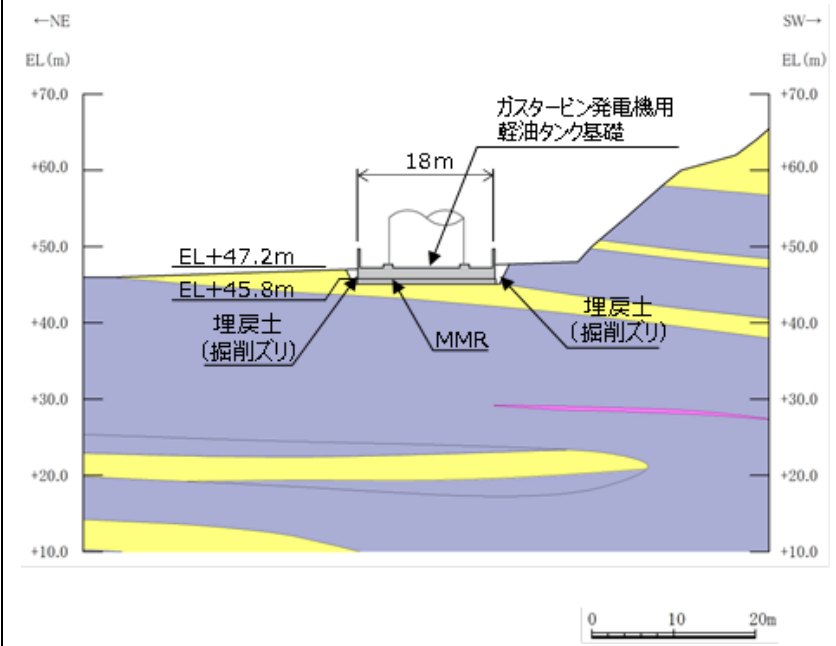 ←NE
SW→
EL(m)
EL(m)
+70.0
+70.0
ガスタービン発電機用
軽油タンク基礎
18m
+60.0
+60.0
+50.0
+50.0
EL+47.2m
EL+45.8m
+40.0
+40.0
埋戻土
(掘削ズリ)
MMR
埋戻土
(掘削ズリ)
+30.0
+30.0
+20.0
+20.0
+10.0
+10.0
0 10 20m